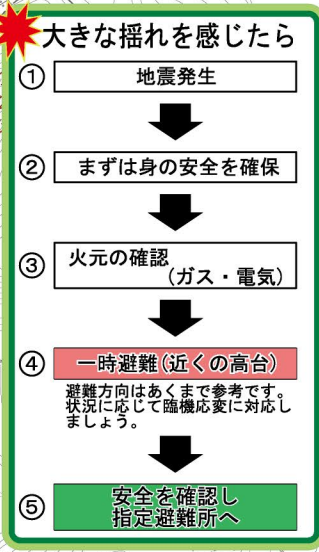 大きな揺れを感じたら
① 地震発生
② まずは身の安全を確保
③ 火元の確認
(ガス・電気)
④ 一時避難(近くの高台)
避難方向はあくまで参考です。
状況に応じて臨機応変に対応し
ましょう。
⑤ 安全を確認し
指定避難所へ